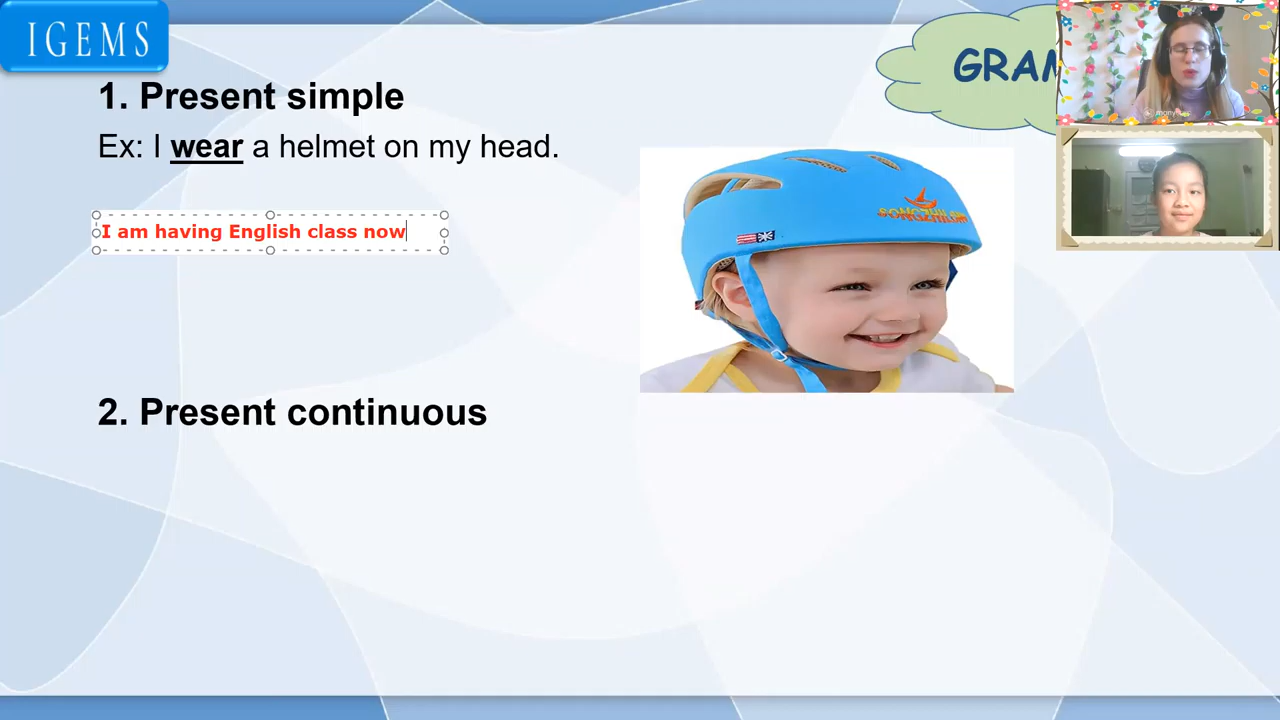 IGEMS
GRAM
1. Present simple
Ex: I wear a helmet on my head.
I am having English class now
SONGZHILONG
2. Present continuous